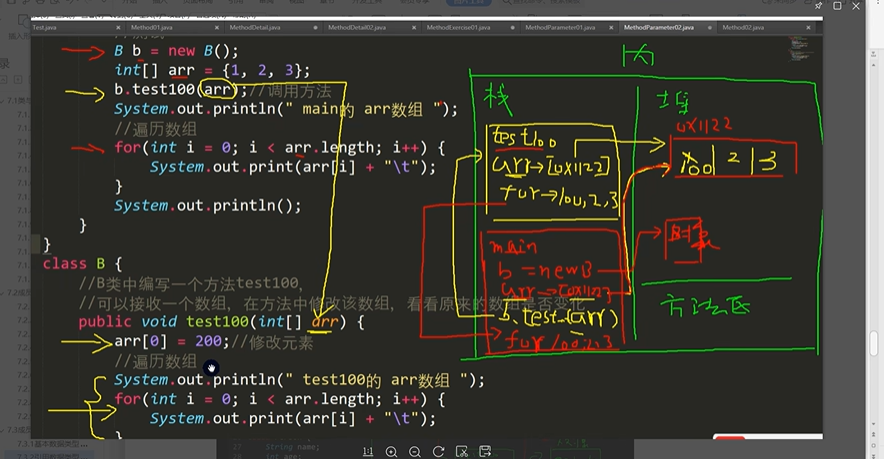 Test.java
Method01.java
MethodDetail.java
MethodDetail02.java
MethodExercise01.java
MethodParameter01.java
MethodParameter02.java
Method02.java
B b = new B();
int[] arr = {1, 2, 3};
b.test100(arr);//调用方法
System.out.println(" main的 arr数组 ");
//遍历数组
for(int i = 0; i < arr.length; i++) {
System.out.print(arr[i] + "\t");
}
System.out.println();
}
}
class B {
//B类中编写一个方法test100,
//可以接收一个数组，在方法中修改该数组，看看原来的数组是否变化
public void test100(int[] arr) {
arr[0] = 200;//修改元素
//遍历数组
System.out.println(" test100的 arr数组 ");
for(int i = 0; i < arr.length; i++) {
System.out.print(arr[i] + "\t");
}
栈
test100
arr→[0x1122]
for→100,2,3
main
b =new B
arr→[0x1122]
b.test(arr)
for 100,2,3
堆
0x1122
2 | 3
方法区
1:1
String name;